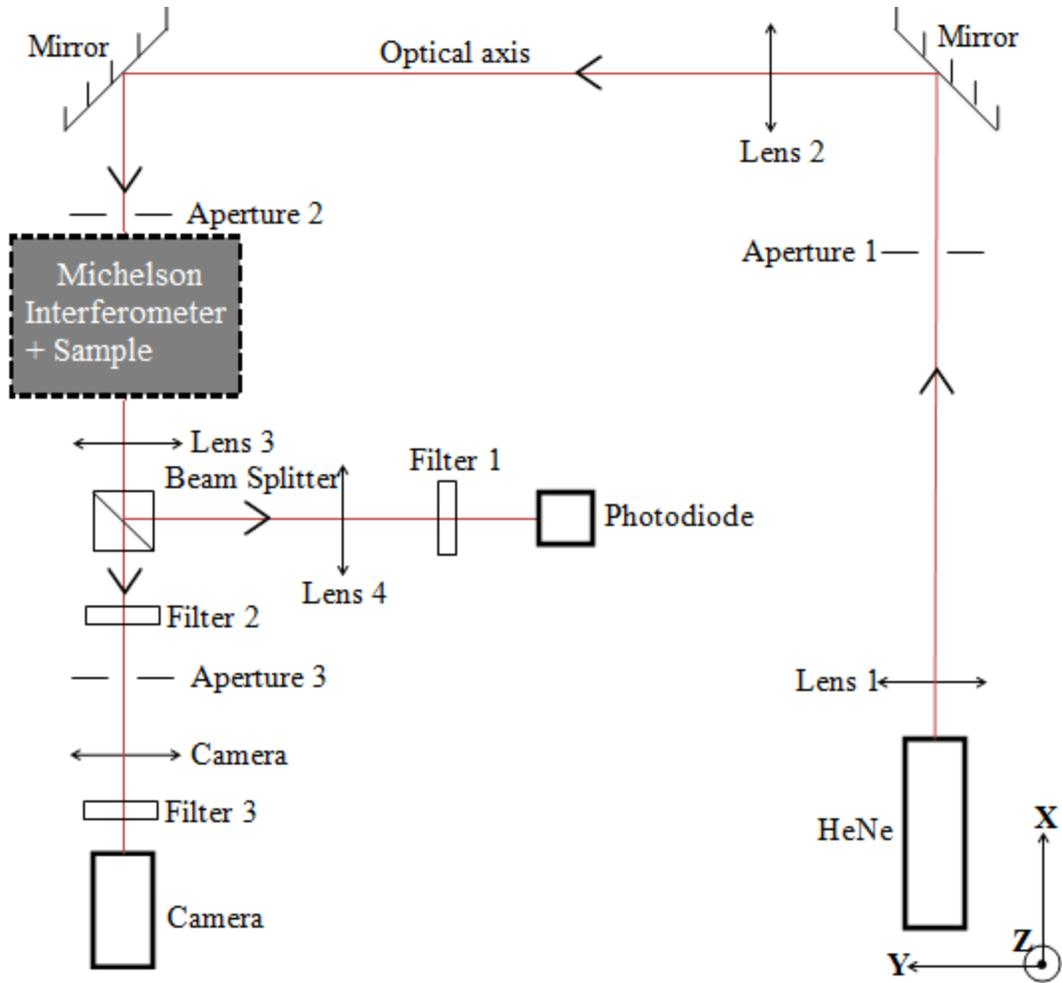 Mirror
Optical axis
Mirror
Lens 2
Aperture 2
Aperture 1
Michelson
Interferometer
+ Sample
Lens 3
Beam Splitter
Filter 1
Photodiode
Lens 4
Filter 2
Aperture 3
Lens 1
Camera
Filter 3
HeNe
X
Camera
Z
Y